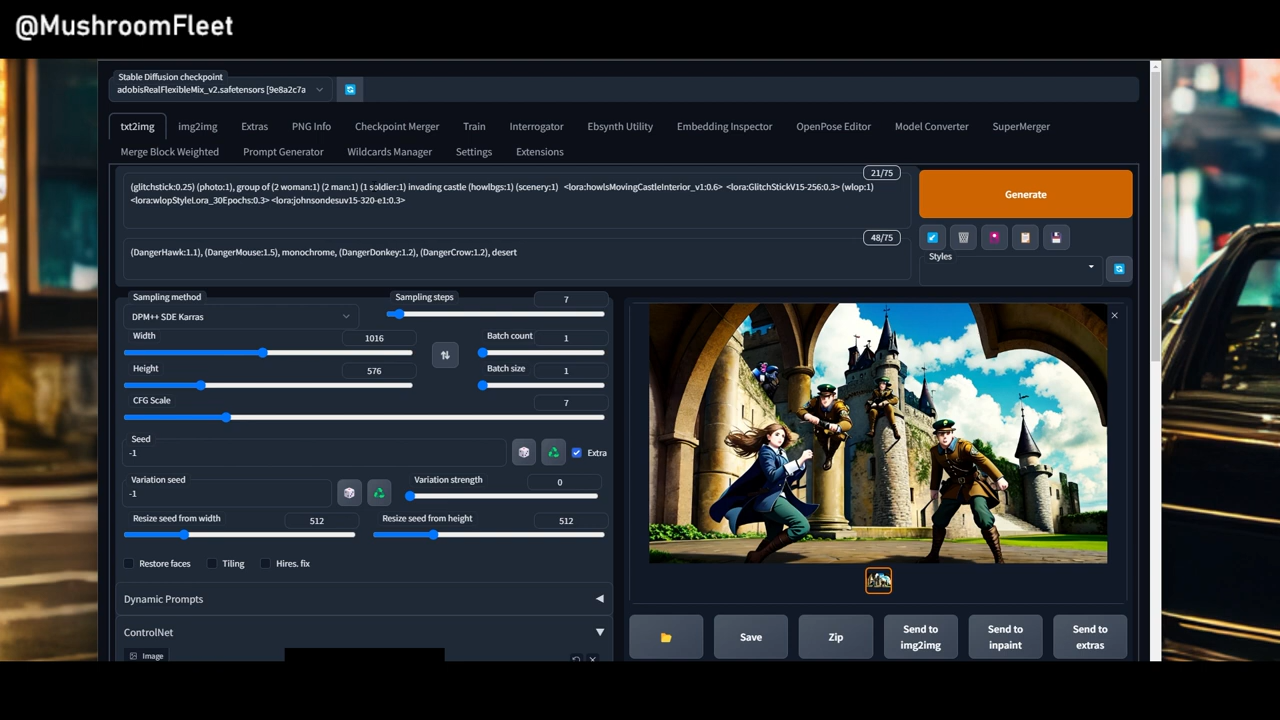 @MushroomFleet
Stable Diffusion checkpoint
adobisRealFlexibleMix_v2.safetensors [9e8a2c7a
txt2img img2img Extras PNG Info Checkpoint Merger Train Interrogator Ebsynth Utility Embedding Inspector OpenPose Editor Model Converter SuperMerger
Merge Block Weighted Prompt Generator Wildcards Manager Settings Extensions
21/75
(glitchstick:0.25) (photo:1), group of (2 woman:1) (2 man:1) (1 soldier:1) invading castle (howlbgs:1) (scenery:1) <lora:howlsMovingCastleInterior_v1:0.6> <lora:GlitchStickV15-256:0.3> (wlop:1)
<lora:wlopStyleLora_30Epochs:0.3> <lora:johnsondesuv15-320-e1:0.3>
Generate
48/75
(DangerHawk:1.1), (DangerMouse:1.5), monochrome, (DangerDonkey:1.2), (DangerCrow:1.2), desert
Styles
Sampling method
DPM++ SDE Karras
Sampling steps
7
Width
1016
Batch count
1
Height
576
Batch size
1
CFG Scale
7
Seed
-1
Extra
Variation seed
-1
Variation strength
0
Resize seed from width
512
Resize seed from height
512
Restore faces Tiling Hires. fix
Dynamic Prompts
ControlNet
Image
Save
Zip
Send to
img2img
Send to
inpaint
Send to
extras